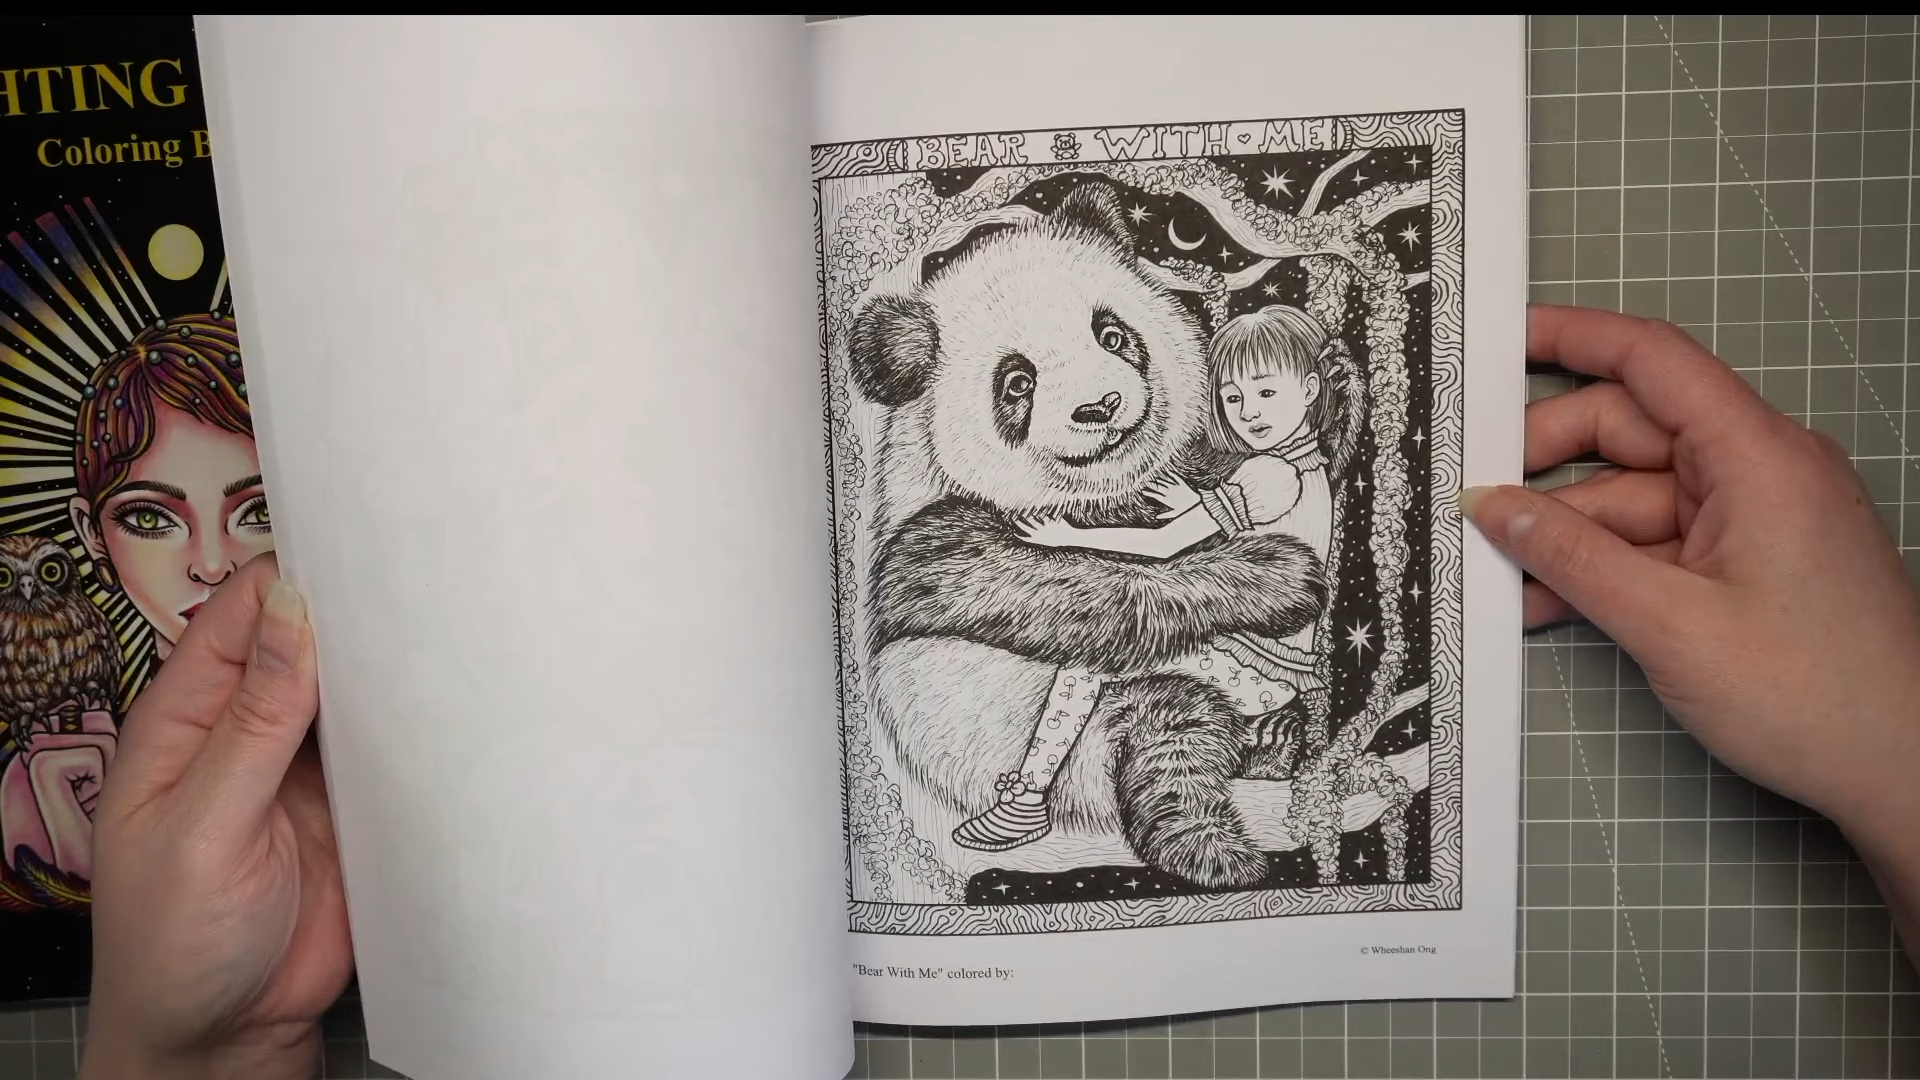 HTING
Coloring B
BEAR WITH ME
© Wheeshan Ong
"Bear With Me" colored by: